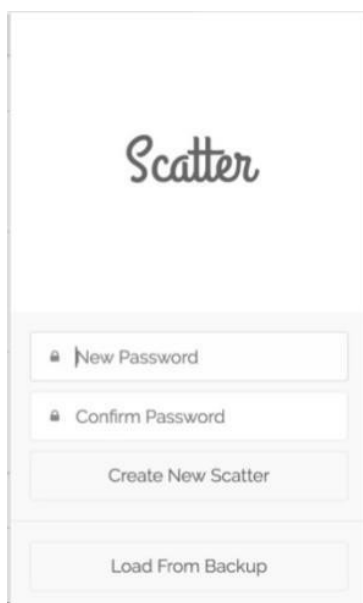 Scatter
New Password
Confirm Password
Create New Scatter
Load From Backup